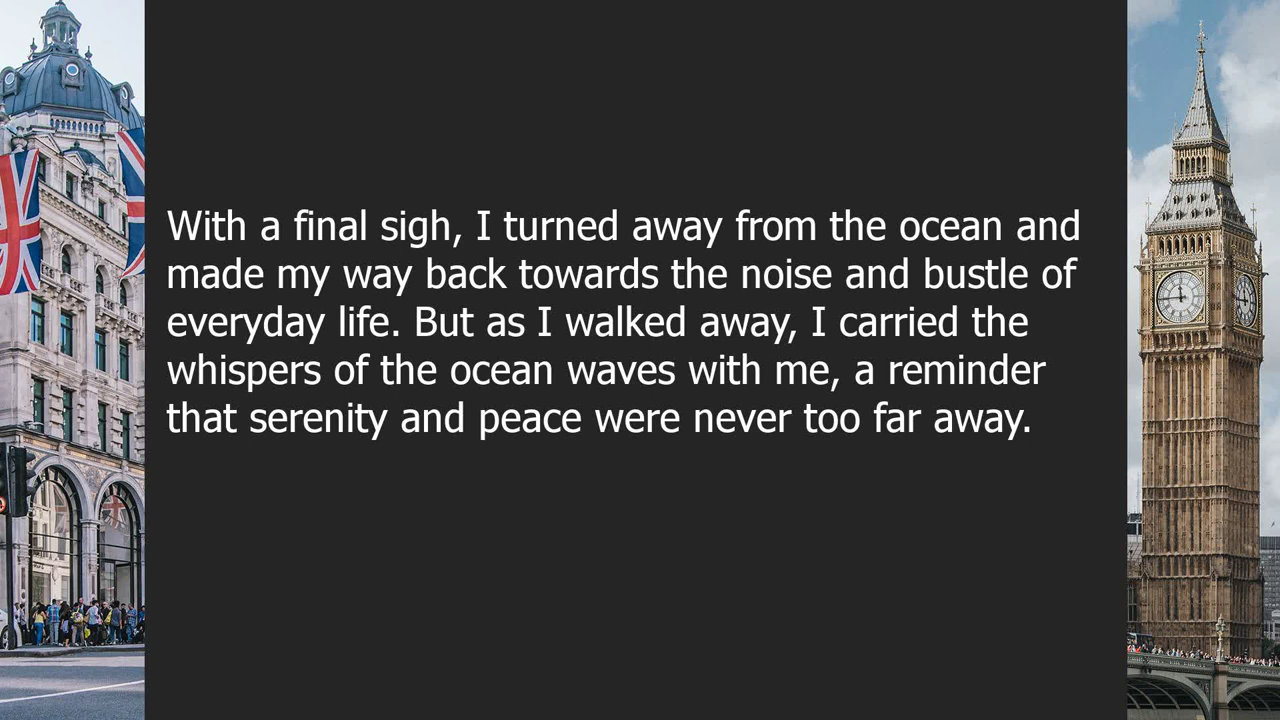 With a final sigh, I turned away from the ocean and
made my way back towards the noise and bustle of
everyday life. But as I walked away, I carried the
whispers of the ocean waves with me, a reminder
that serenity and peace were never too far away.